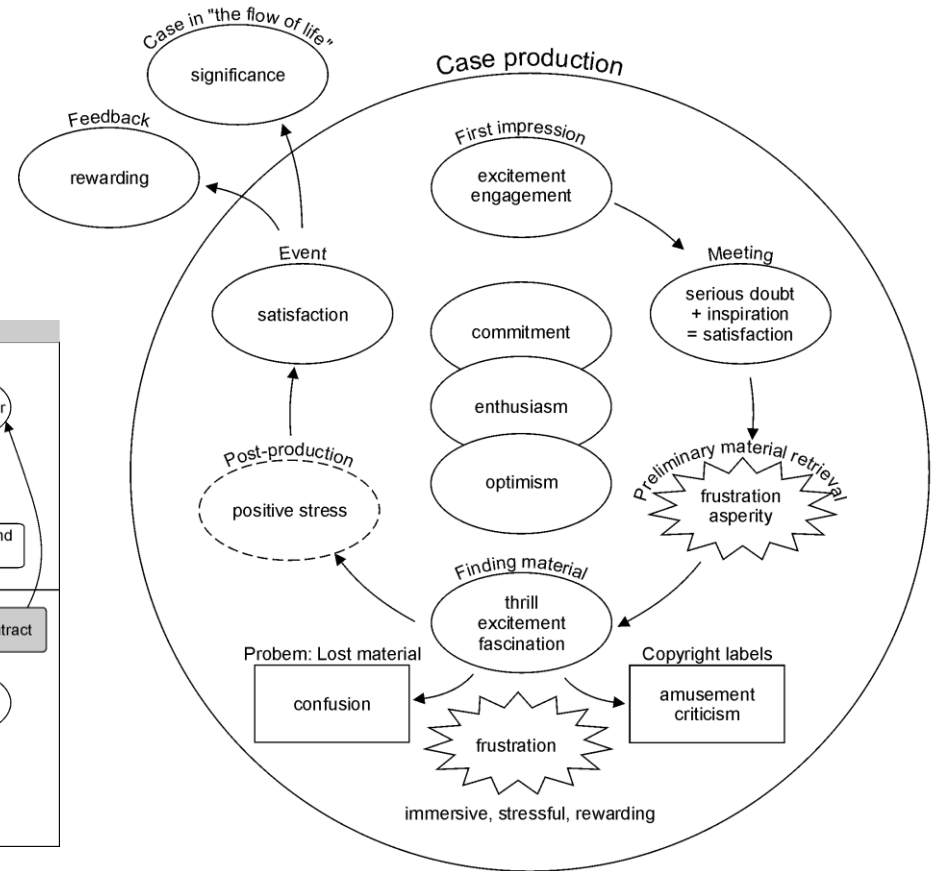 Case in "the flow of life"
significance
Feedback
rewarding
Case production
First impression
excitement
engagement
Meeting
serious doubt
+ inspiration
= satisfaction
Event
satisfaction
commitment
enthusiasm
optimism
Preliminary material retrieval
frustration
asperity
Post-production
positive stress
Finding material
thrill
excitement
fascination
Probem: Lost material
confusion
Copyright labels
amusement
criticism
frustration
immersive, stressful, rewarding